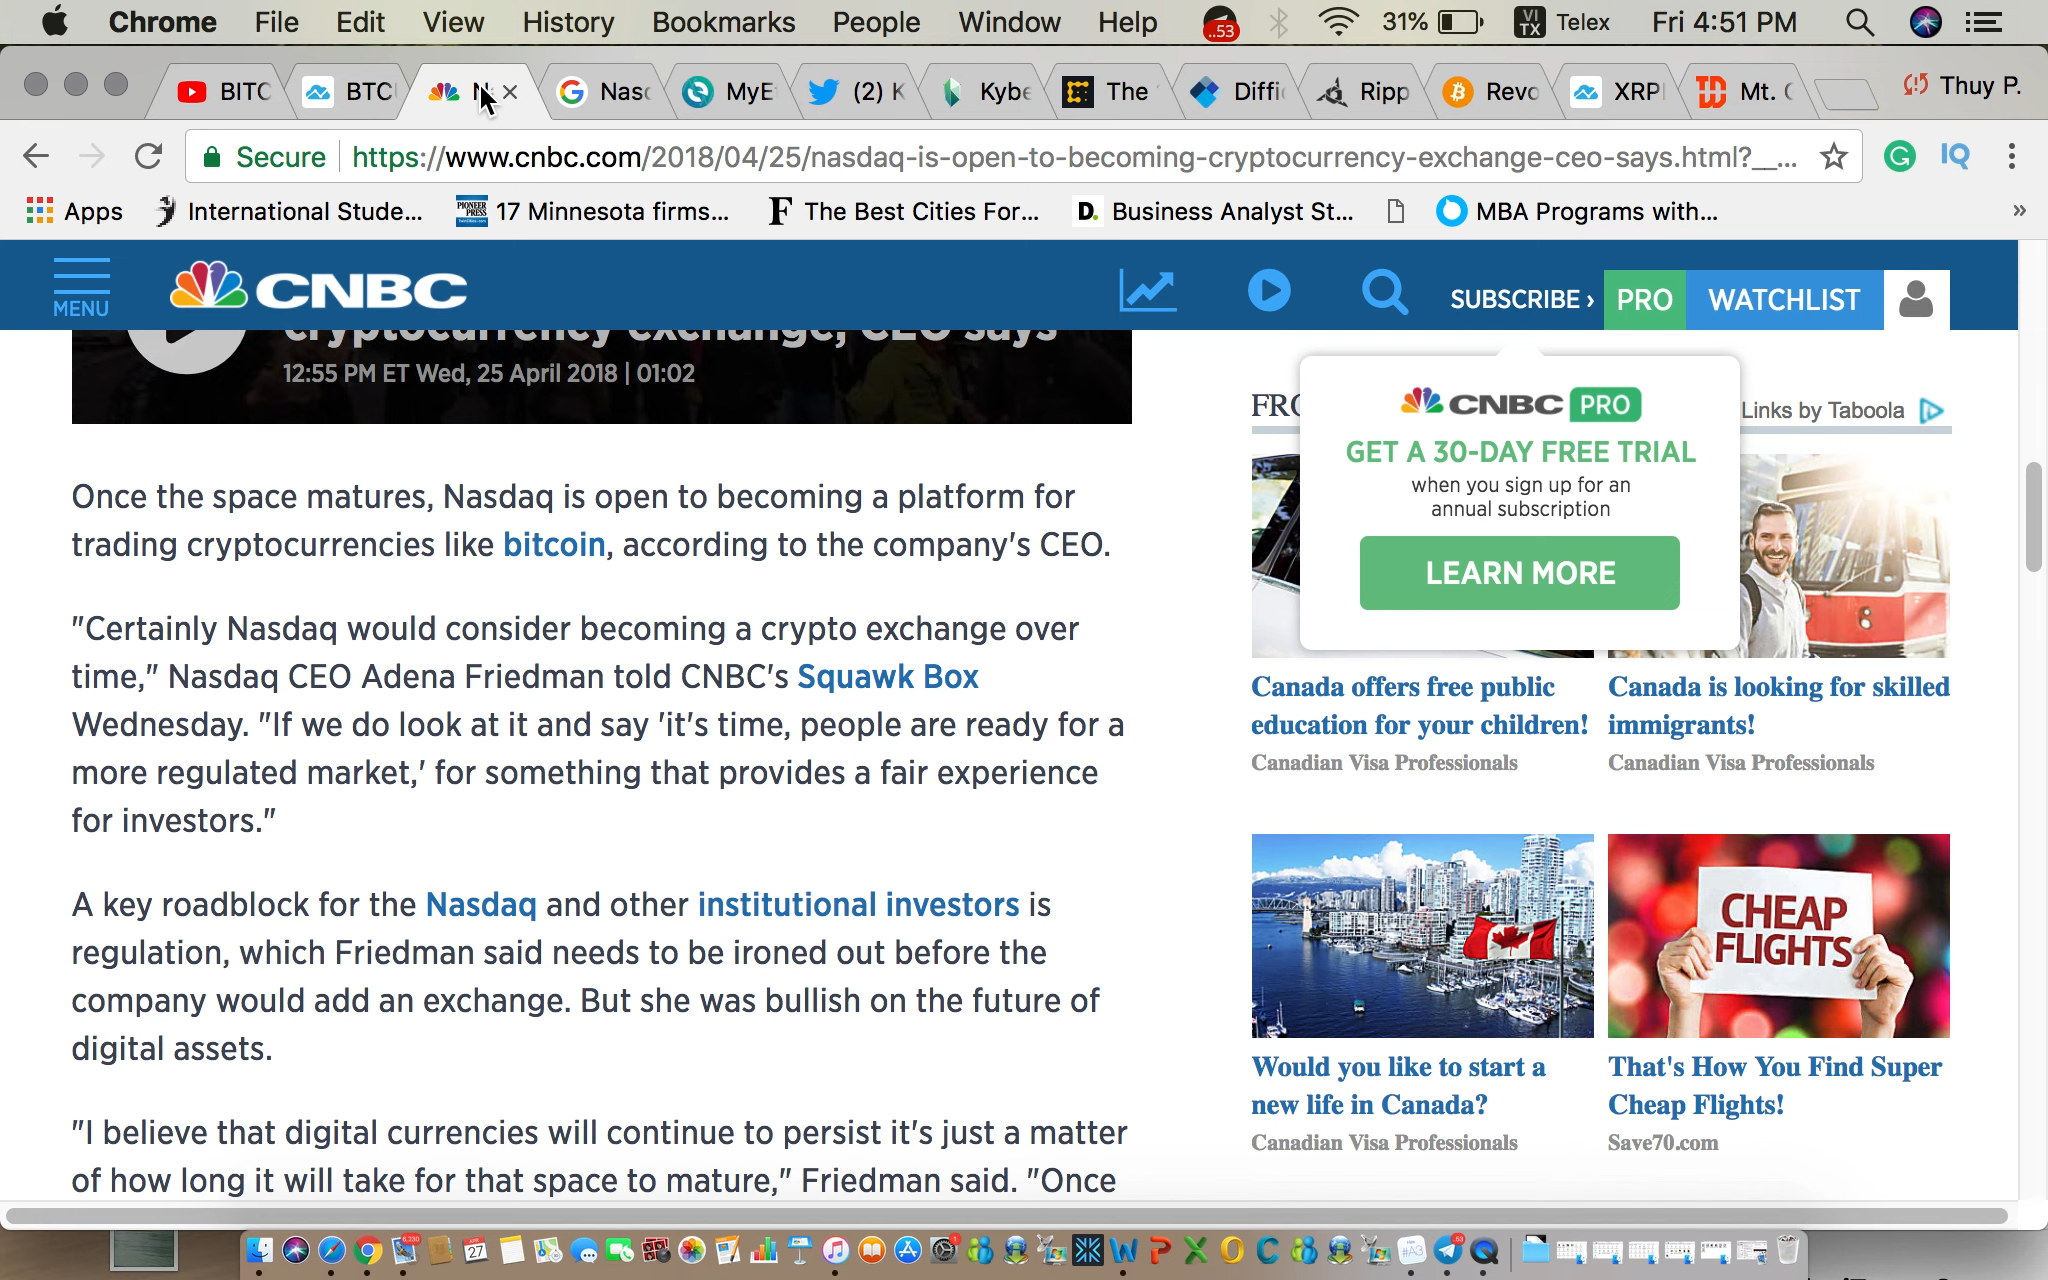 Chrome File Edit View History Bookmarks People Window Help ..53 31% VI TX Telex Fri 4:51 PM
BITC BTC N Nasd MyE (2) K Kybe The Diffi Ripp Revo XRP Mt. Thuy P.
Secure https://www.cnbc.com/2018/04/25/nasdaq-is-open-to-becoming-cryptocurrency-exchange-ceo-says.html?__...
Apps International Stude... PIONEER PRESS 17 Minnesota firms... F The Best Cities For... D. Business Analyst St... MBA Programs with... »
MENU CNBC SUBSCRIBE › PRO WATCHLIST
cryptocurrency exchange, CEO says
12:55 PM ET Wed, 25 April 2018 | 01:02
Once the space matures, Nasdaq is open to becoming a platform for
trading cryptocurrencies like bitcoin, according to the company's CEO.
"Certainly Nasdaq would consider becoming a crypto exchange over
time," Nasdaq CEO Adena Friedman told CNBC's Squawk Box
Wednesday. "If we do look at it and say 'it's time, people are ready for a
more regulated market,' for something that provides a fair experience
for investors."
A key roadblock for the Nasdaq and other institutional investors is
regulation, which Friedman said needs to be ironed out before the
company would add an exchange. But she was bullish on the future of
digital assets.
"I believe that digital currencies will continue to persist it's just a matter
of how long it will take for that space to mature," Friedman said. "Once
FRO
Links by Taboola
CNBC PRO
GET A 30-DAY FREE TRIAL
when you sign up for an
annual subscription
LEARN MORE
Canada offers free public
education for your children!
Canadian Visa Professionals
Canada is looking for skilled
immigrants!
Canadian Visa Professionals
CHEAP
FLIGHTS
Would you like to start a
new life in Canada?
Canadian Visa Professionals
That's How You Find Super
Cheap Flights!
Save70.com